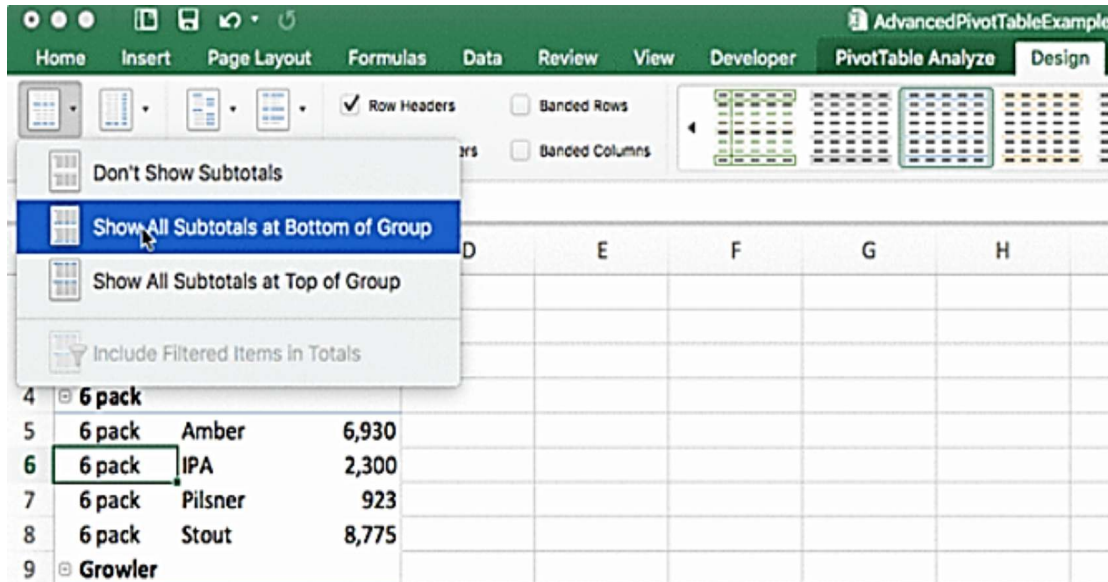 AdvancedPivotTableExample
Home Insert Page Layout Formulas Data Review View Developer PivotTable Analyze Design
Row Headers Banded Rows
ers Banded Columns
Don't Show Subtotals
Show All Subtotals at Bottom of Group
D E F G H
Show All Subtotals at Top of Group
Include Filtered Items in Totals
4 6 pack
5 6 pack Amber 6,930
6 6 pack IPA 2,300
7 6 pack Pilsner 923
8 6 pack Stout 8,775
9 Growler